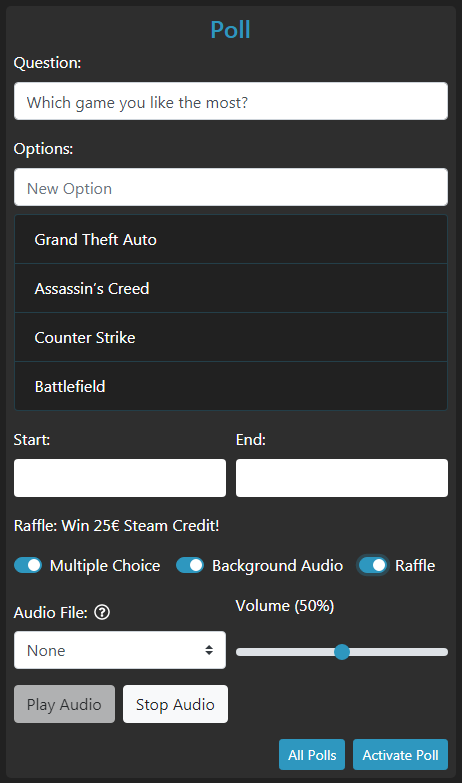 Poll
Question:
Which game you like the most?
Options:
New Option
Grand Theft Auto
Assassin’s Creed
Counter Strike
Battlefield
Start: End:
Raffle: Win 25€ Steam Credit!
Multiple Choice Background Audio Raffle
Audio File: ? Volume (50%)
None
Play Audio Stop Audio
All Polls Activate Poll